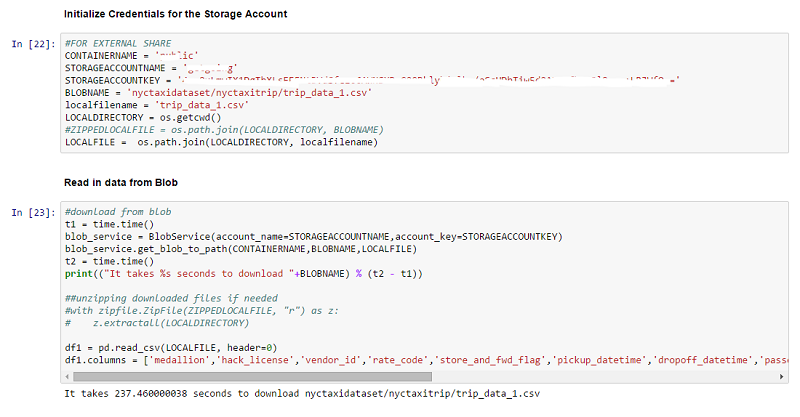 Initialize Credentials for the Storage Account
In [22]:
#FOR EXTERNAL SHARE
CONTAINERNAME =
STORAGEACCOUNTNAME =
STORAGEACCOUNTKEY =
BLOBNAME = 'nyctaxidataset/nyctaxitrip/trip_data_1.csv'
localfilename = 'trip_data_1.csv'
LOCALDIRECTORY = os.getcwd()
#ZIPPEDLOCALFILE = os.path.join(LOCALDIRECTORY, BLOBNAME)
LOCALFILE =  os.path.join(LOCALDIRECTORY, localfilename)
Read in data from Blob
In [23]:
#download from blob
t1 = time.time()
blob_service = BlobService(account_name=STORAGEACCOUNTNAME,account_key=STORAGEACCOUNTKEY)
blob_service.get_blob_to_path(CONTAINERNAME,BLOBNAME,LOCALFILE)
t2 = time.time()
print(("It takes %s seconds to download "+BLOBNAME) % (t2 - t1))
##unzipping downloaded files if needed
#with zipfile.ZipFile(ZIPPEDLOCALFILE, "r") as z:
#    z.extractall(LOCALDIRECTORY)
df1 = pd.read_csv(LOCALFILE, header=0)
df1.columns = ['medallion','hack_license','vendor_id','rate_code','store_and_fwd_flag','pickup_datetime','dropoff_datetime',
It takes 237.460000038 seconds to download nyctaxidataset/nyctaxitrip/trip_data_1.csv